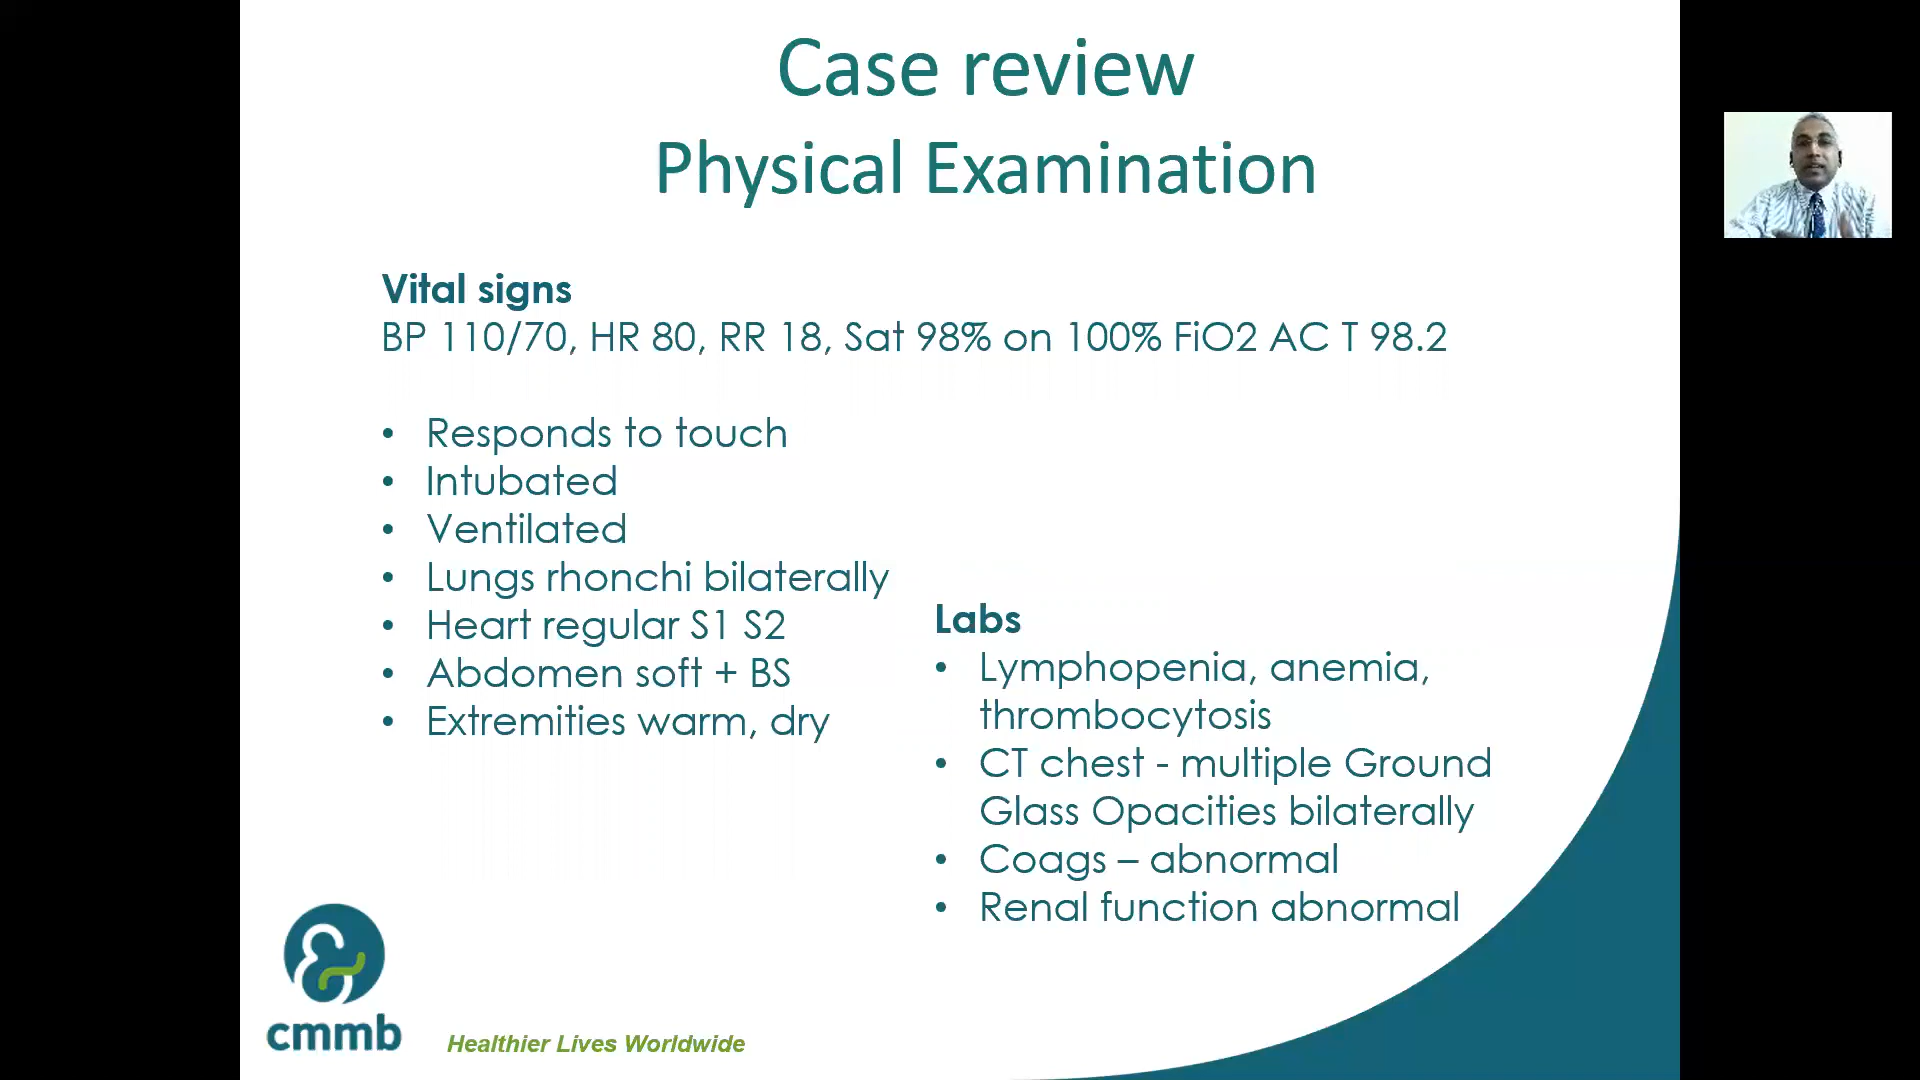 Case review
Physical Examination
Vital signs
BP 110/70, HR 80, RR 18, Sat 98% on 100% FiO2 AC T 98.2
• Responds to touch
• Intubated
• Ventilated
• Lungs rhonchi bilaterally
• Heart regular S1 S2
• Abdomen soft + BS
• Extremities warm, dry
Labs
• Lymphopenia, anemia,
thrombocytosis
• CT chest - multiple Ground
Glass Opacities bilaterally
• Coags – abnormal
• Renal function abnormal
cmmb
Healthier Lives Worldwide